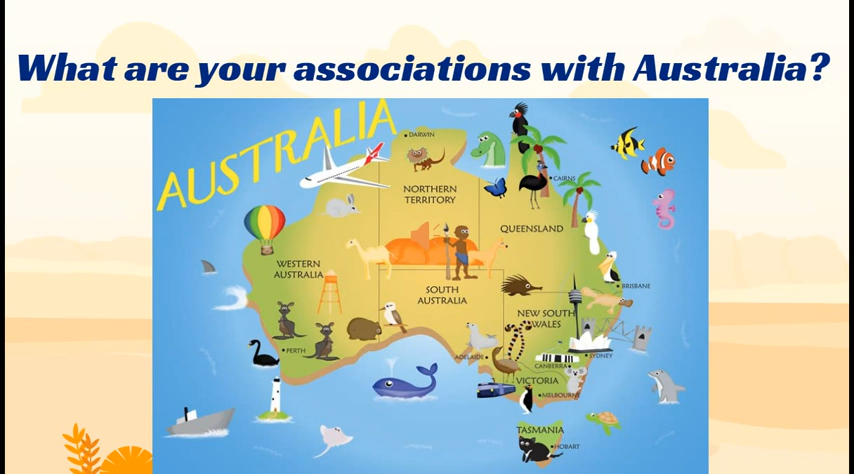 What are your associations with Australia?
AUSTRALIA
DARWIN
NORTHERN
TERRITORY
CAIRNS
QUEENSLAND
WESTERN
AUSTRALIA
SOUTH
AUSTRALIA
BRISBANE
NEW SOUTH
WALES
PERTH
ADELAIDE
SYDNEY
CANBERRA
VICTORIA
MELBOURNE
TASMANIA
HOBART